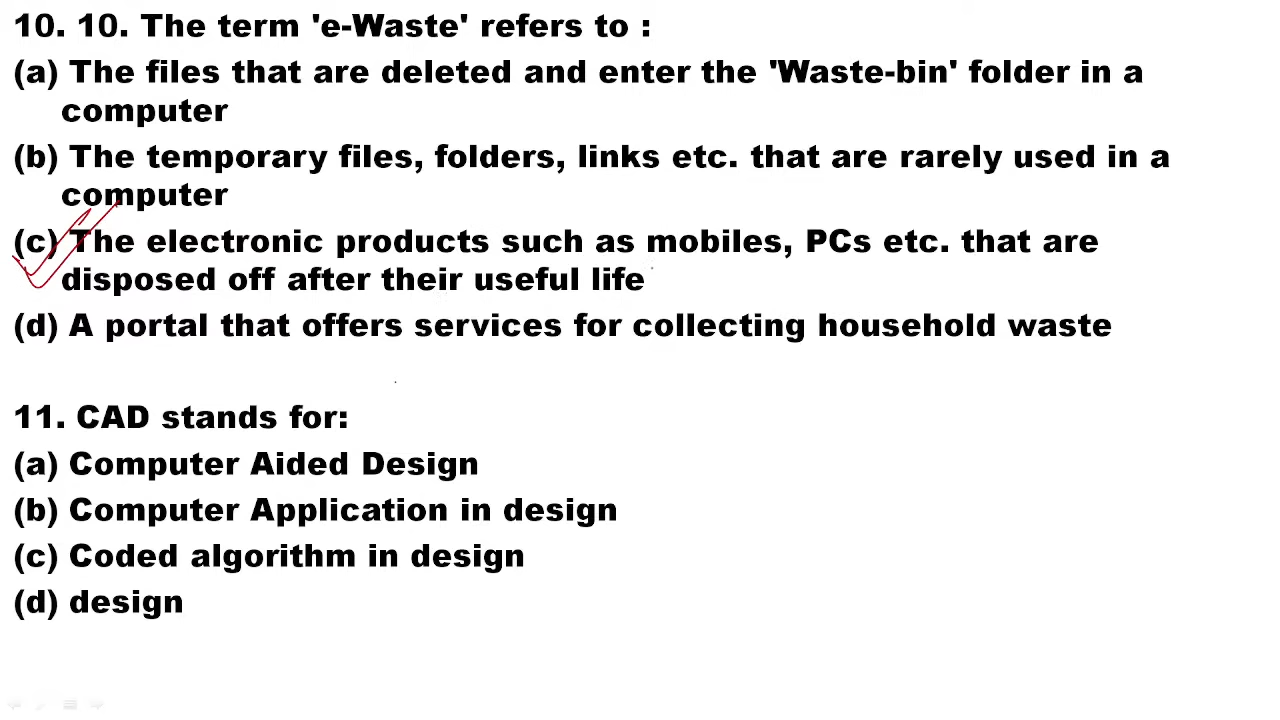 10. 10. The term 'e-Waste' refers to :
(a) The files that are deleted and enter the 'Waste-bin' folder in a
computer
(b) The temporary files, folders, links etc. that are rarely used in a
computer
(c) The electronic products such as mobiles, PCs etc. that are
disposed off after their useful life
(d) A portal that offers services for collecting household waste
11. CAD stands for:
(a) Computer Aided Design
(b) Computer Application in design
(c) Coded algorithm in design
(d) design